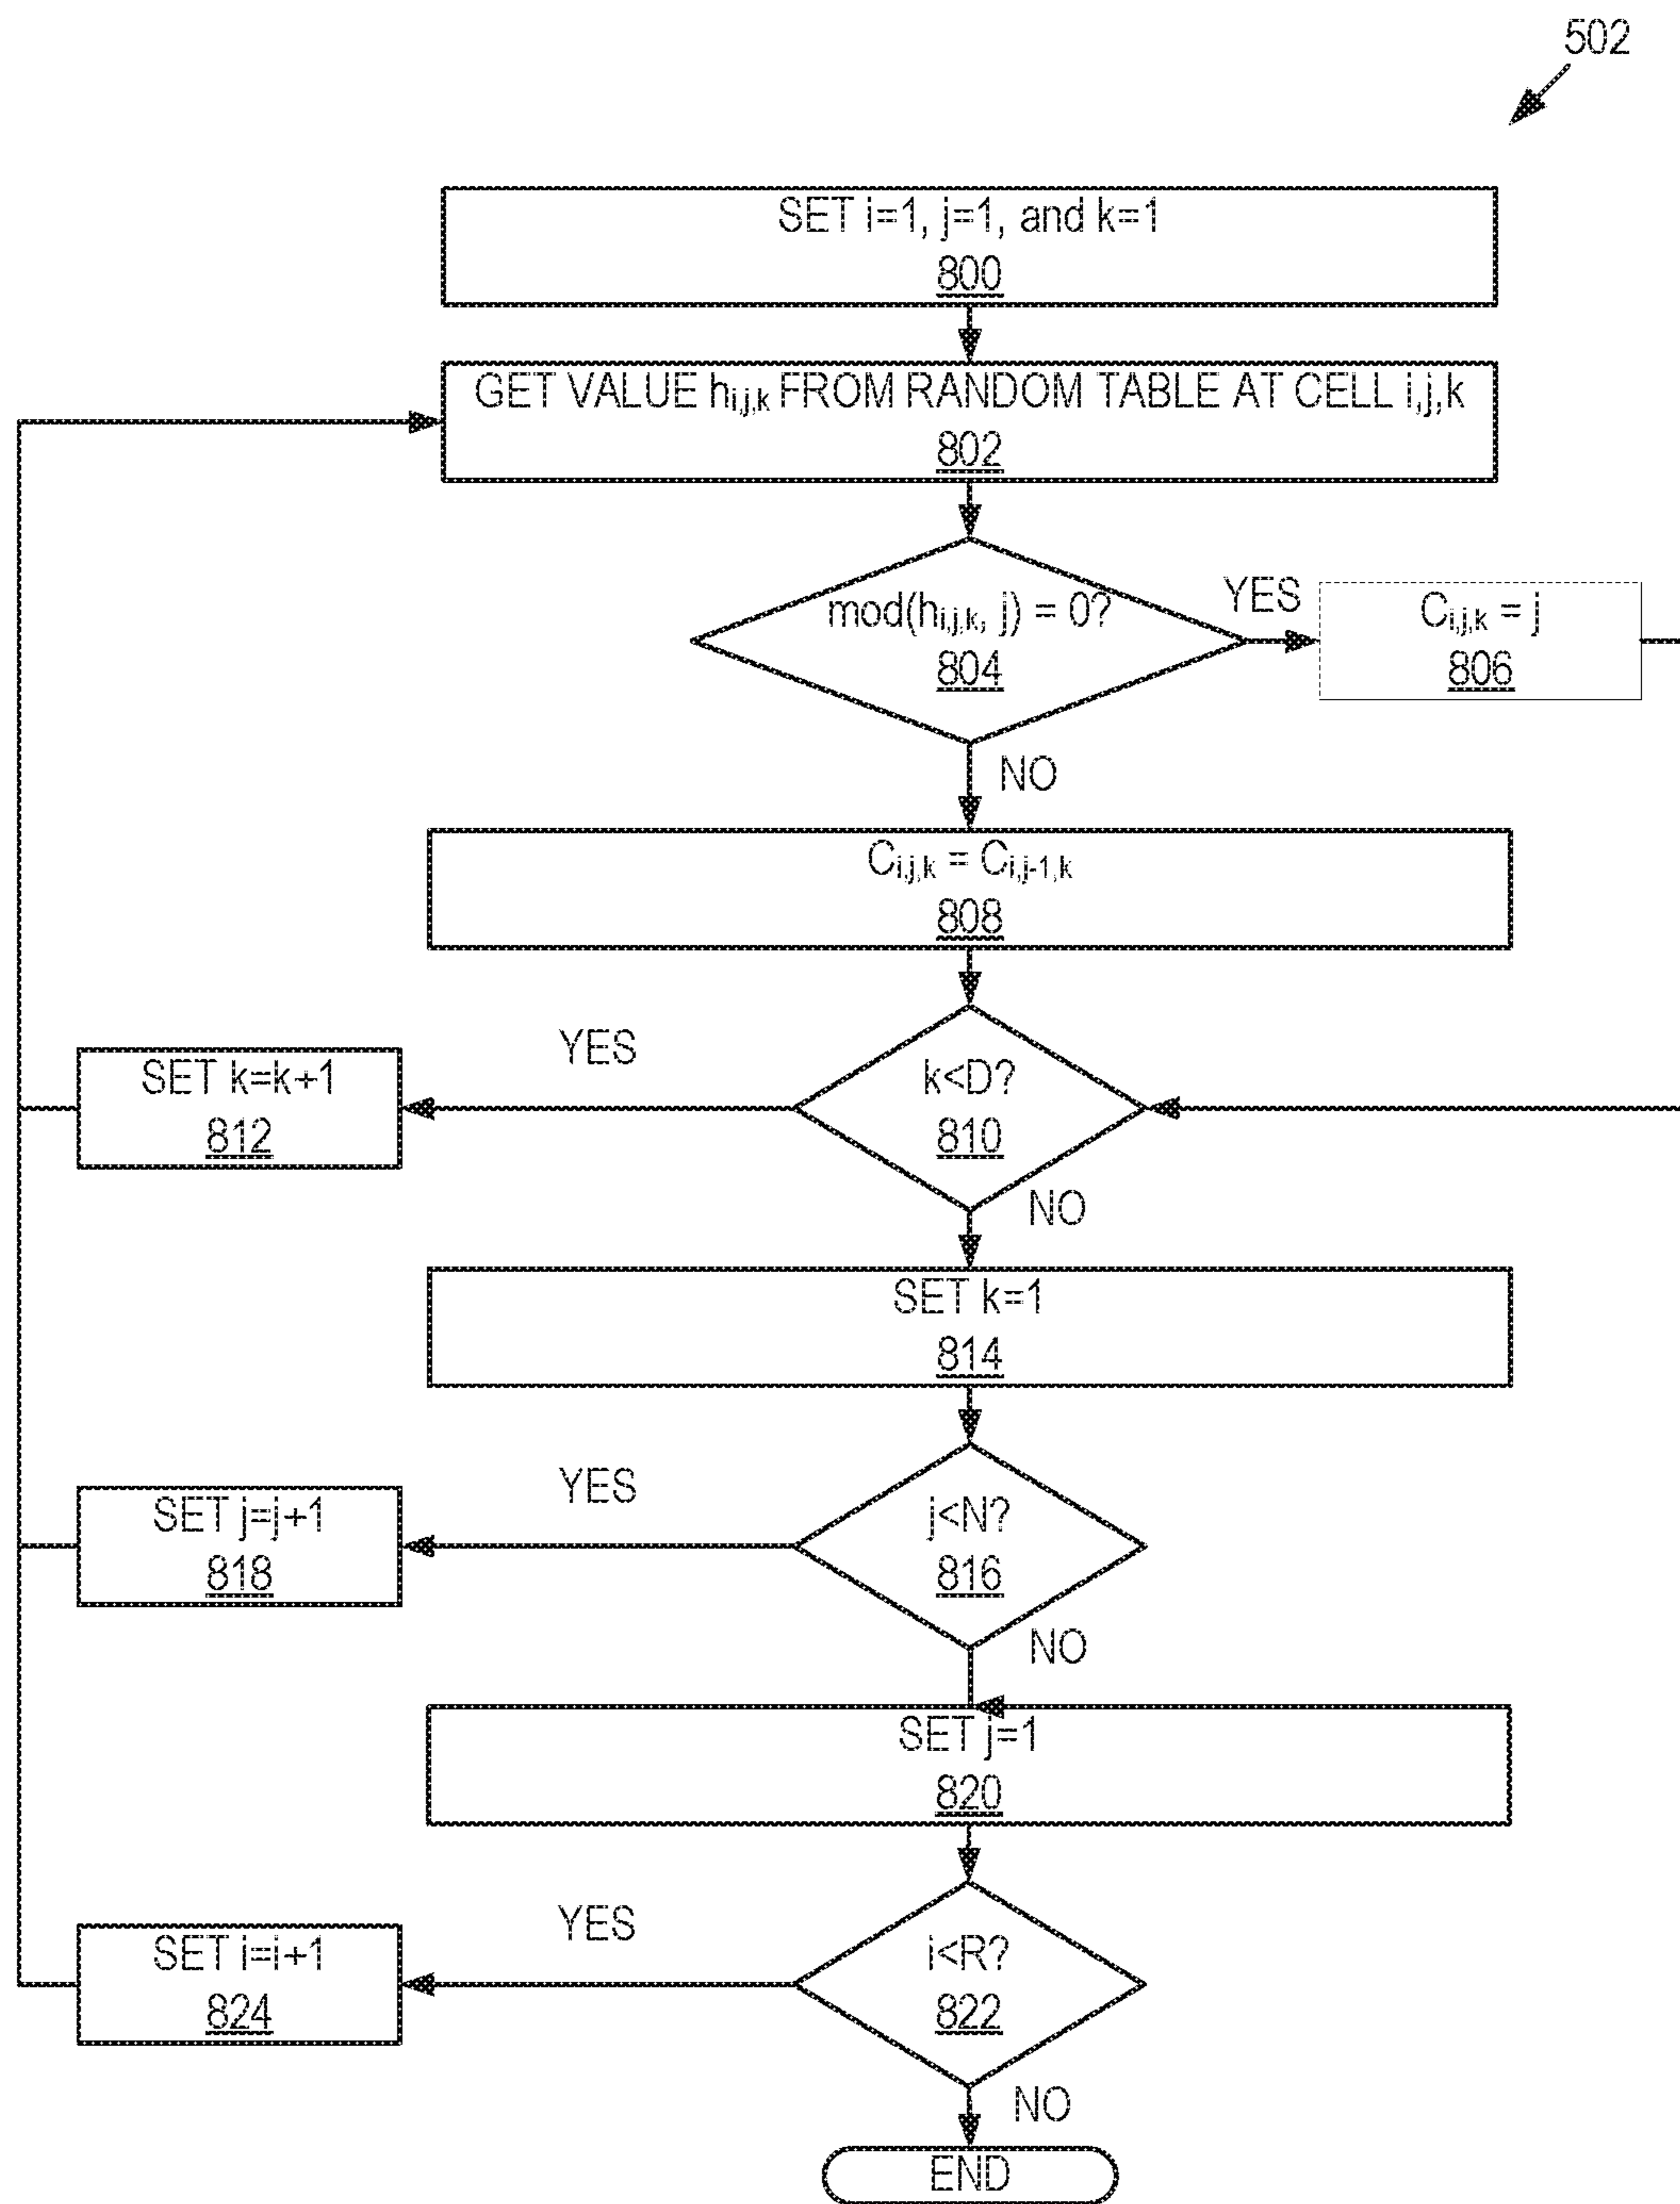 502
SET i=1, j=1, and k=1
800
GET VALUE hi,j,k FROM RANDOM TABLE AT CELL i,j,k
802
mod(hi,j,k, j) = 0?
804
YES
Ci,j,k = j
806
NO
Ci,j,k = Ci,j-1,k
808
YES
k<D?
810
SET k=k+1
812
NO
SET k=1
814
YES
j<N?
816
SET j=j+1
818
NO
SET j=1
820
YES
i<R?
822
SET i=i+1
824
NO
END